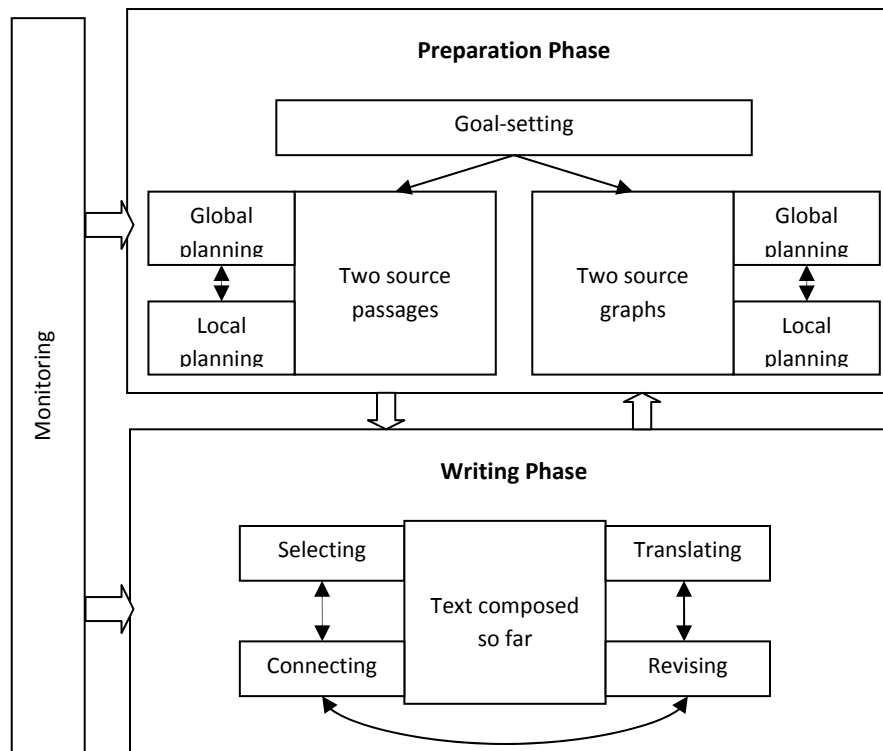 Preparation Phase
Goal-setting
Global
planning
Local
planning
Two source
passages
Two source
graphs
Global
planning
Local
planning
Monitoring
Writing Phase
Selecting
Connecting
Text composed
so far
Translating
Revising